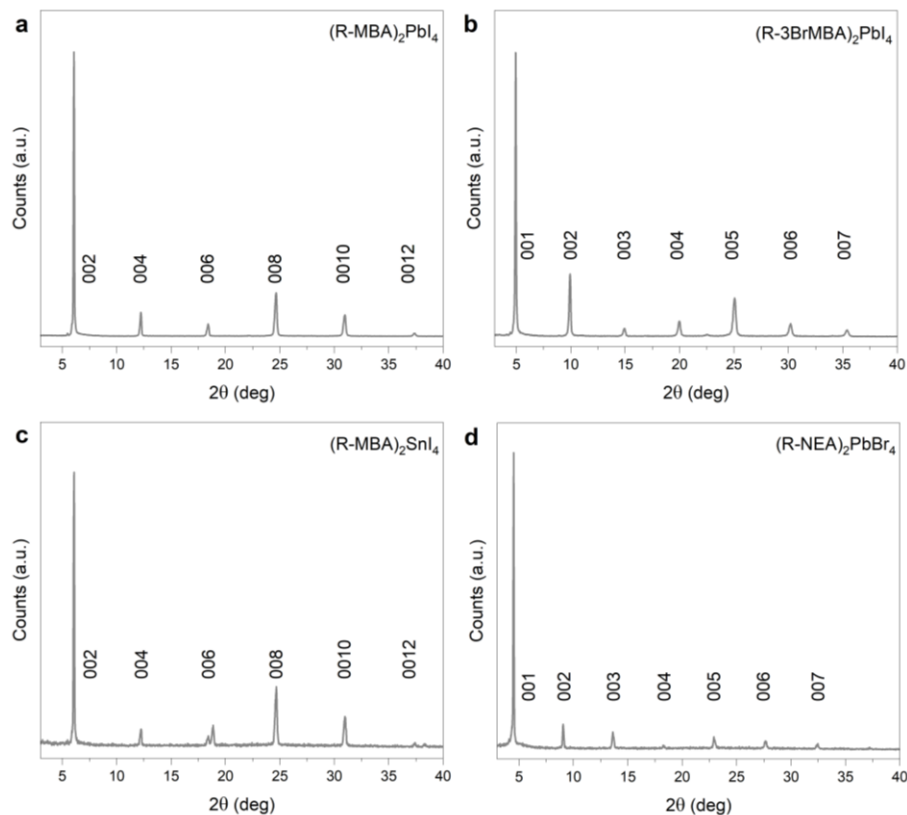 a
(R-MBA)₂PbI₄
Counts (a.u.)
002 004 006 008 0010 0012
5 10 15 20 25 30 35 40
2θ (deg)
b
(R-3BrMBA)₂PbI₄
Counts (a.u.)
001 002 003 004 005 006 007
5 10 15 20 25 30 35 40
2θ (deg)
c
(R-MBA)₂SnI₄
Counts (a.u.)
002 004 006 008 0010 0012
5 10 15 20 25 30 35 40
2θ (deg)
d
(R-NEA)₂PbBr₄
Counts (a.u.)
001 002 003 004 005 006 007
5 10 15 20 25 30 35 40
2θ (deg)